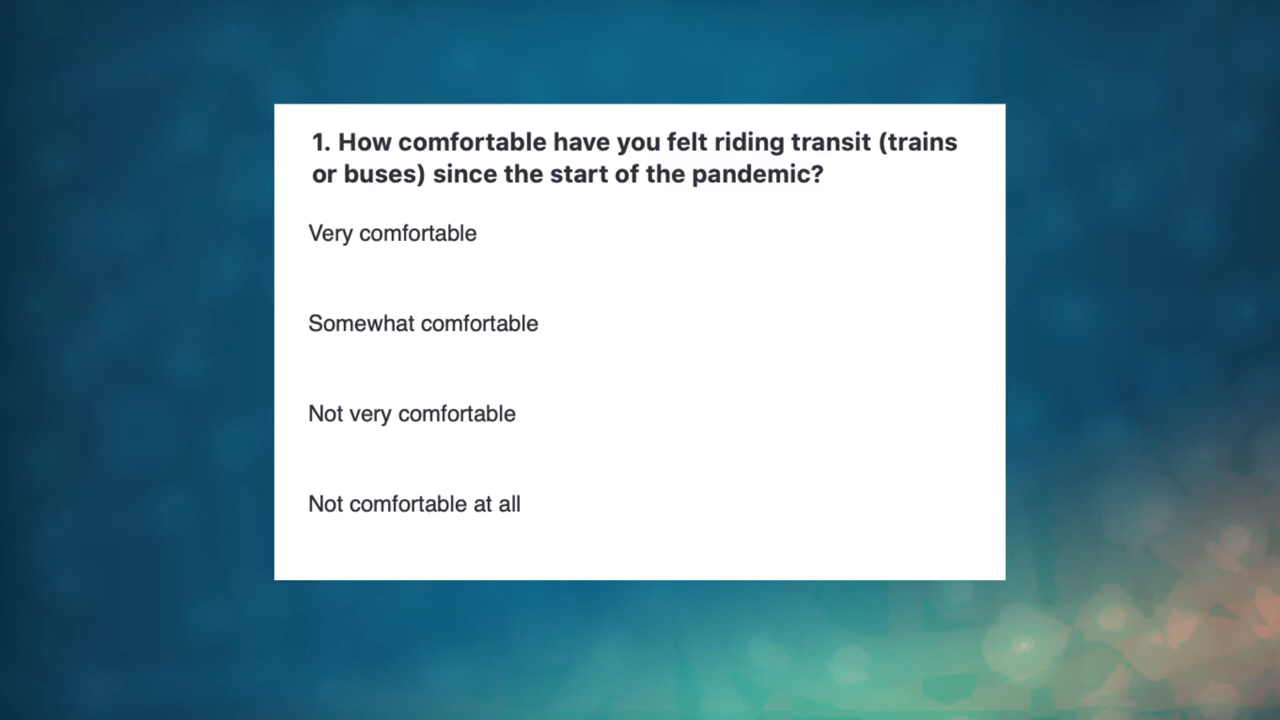 1. How comfortable have you felt riding transit (trains
or buses) since the start of the pandemic?
Very comfortable
Somewhat comfortable
Not very comfortable
Not comfortable at all